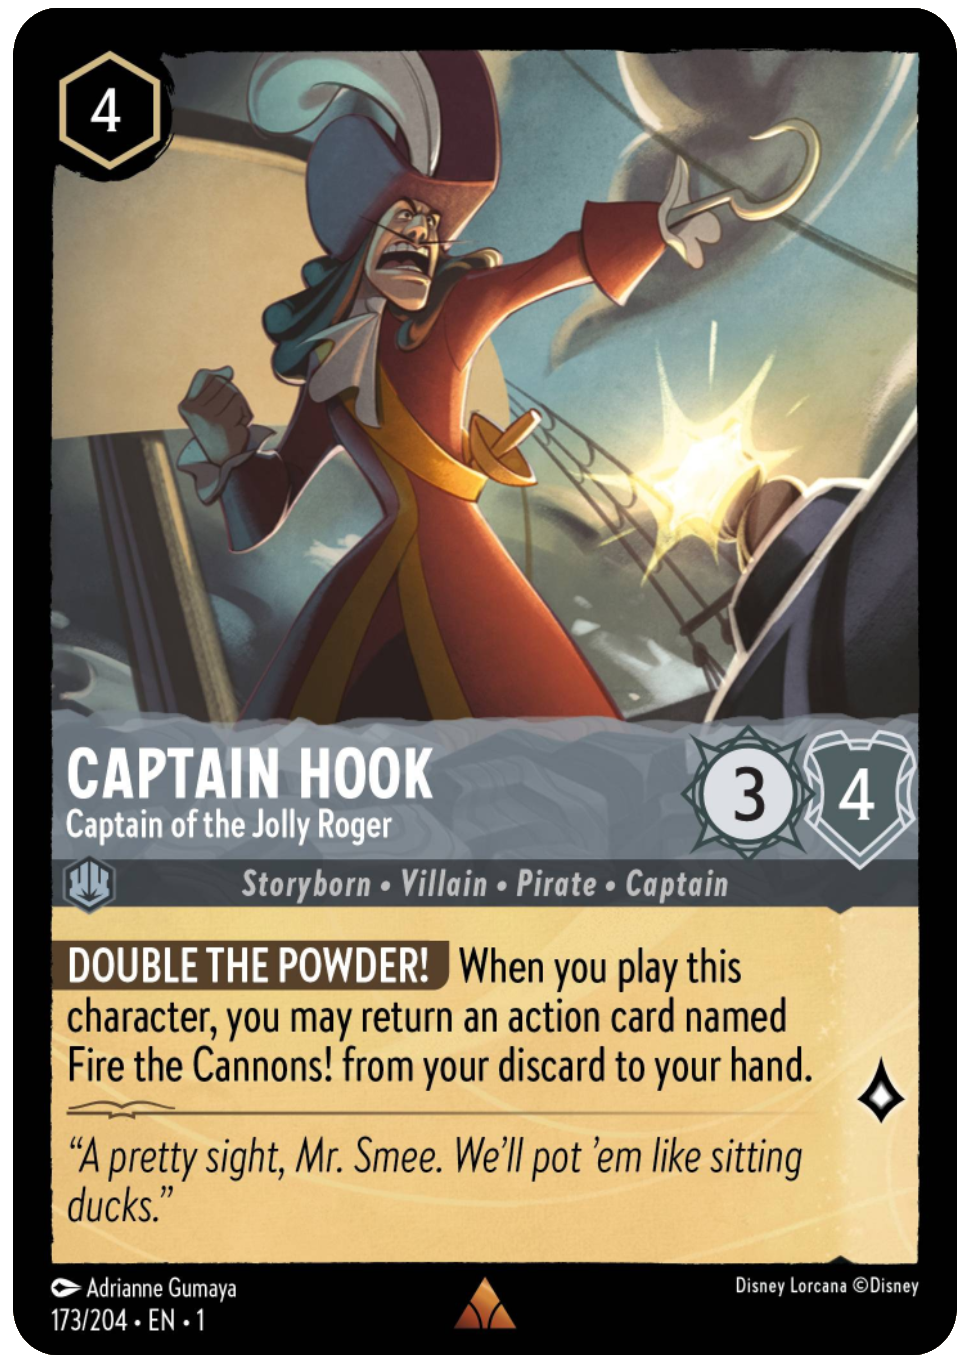 4
CAPTAIN HOOK
Captain of the Jolly Roger
3
4
Storyborn • Villain • Pirate • Captain
DOUBLE THE POWDER! When you play this
character, you may return an action card named
Fire the Cannons! from your discard to your hand.
“A pretty sight, Mr. Smee. We’ll pot ’em like sitting
ducks.”
Adrianne Gumaya
Disney Lorcana ©Disney
173/204 • EN • 1